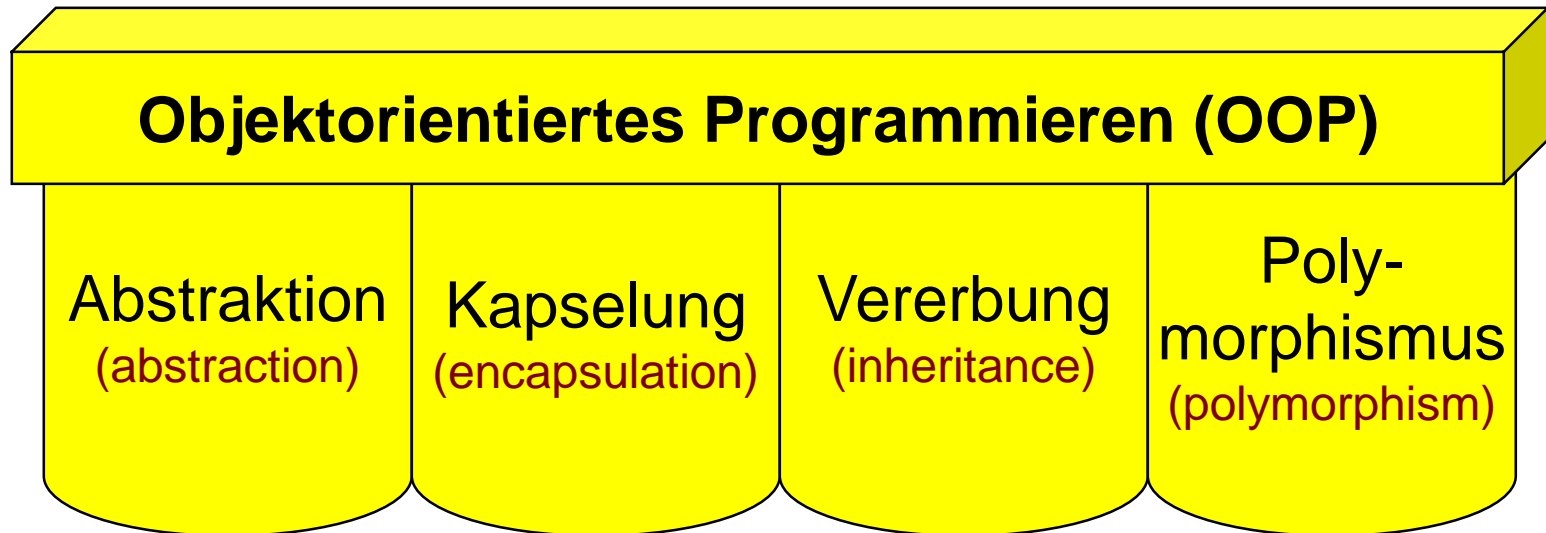 Objektorientiertes Programmieren (OOP)
Abstraktion
(abstraction)
Kapselung
(encapsulation)
Vererbung
(inheritance)
Poly-
morphismus
(polymorphism)